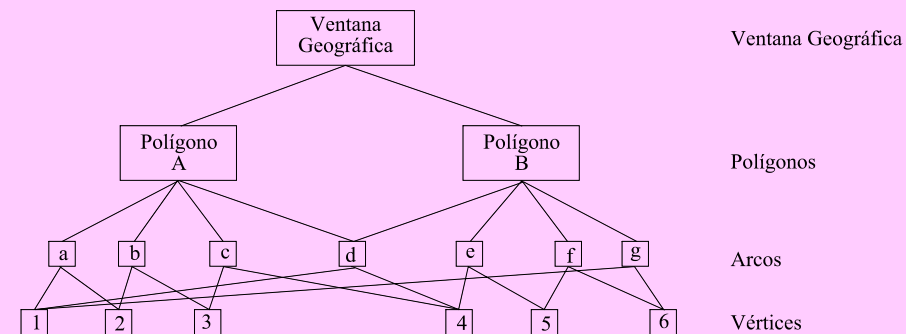 Ventana
Geográfica
Ventana Geográfica
Polígono
A
Polígono
B
Polígonos
a b c d e f g
Arcos
1 2 3 4 5 6
Vértices